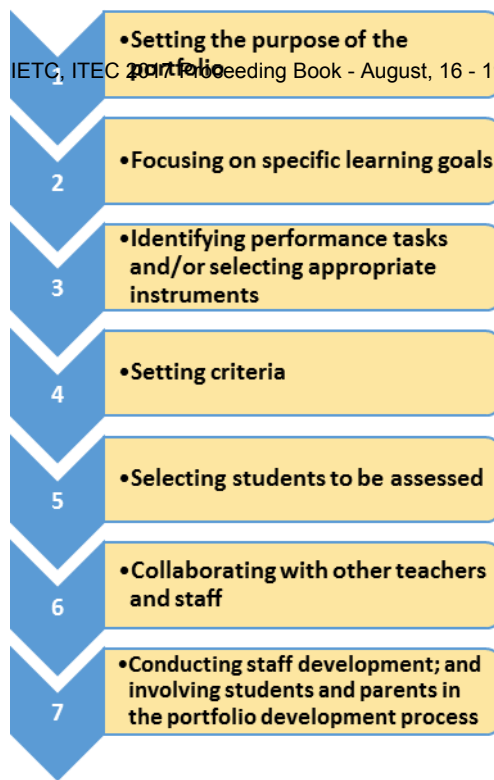 •Setting the purpose of the
portfolio
IETC, ITEC 2017 Proceeding Book - August, 16 - 1
1
2
•Focusing on specific learning goals
•Identifying performance tasks
and/or selecting appropriate
3
instruments
4
•Setting criteria
5
•Selecting students to be assessed
•Collaborating with other teachers
6
and staff
•Conducting staff development; and
involving students and parents in
7
the portfolio development process